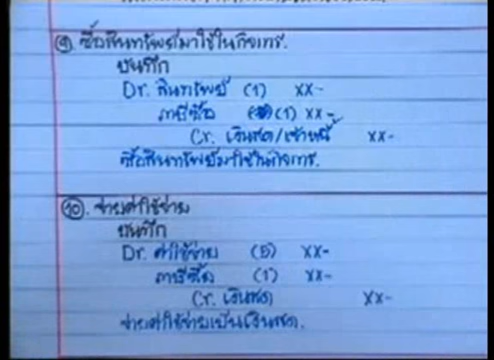 ⑨ ซื้อสินทรัพย์มาใช้ในกิจการ.
บันทึก
Dr. สินทรัพย์ (1) xx-
ภาษีซื้อ (1) xx-
Cr. เงินสด/เจ้าหนี้ xx-
ซื้อสินทรัพย์มาใช้ในกิจการ.
⑩. จ่ายค่าใช้จ่าย
บันทึก
Dr. ค่าใช้จ่าย (5) xx-
ภาษีซื้อ (1) xx-
Cr. เงินสด xx-
จ่ายค่าใช้จ่ายเป็นเงินสด.